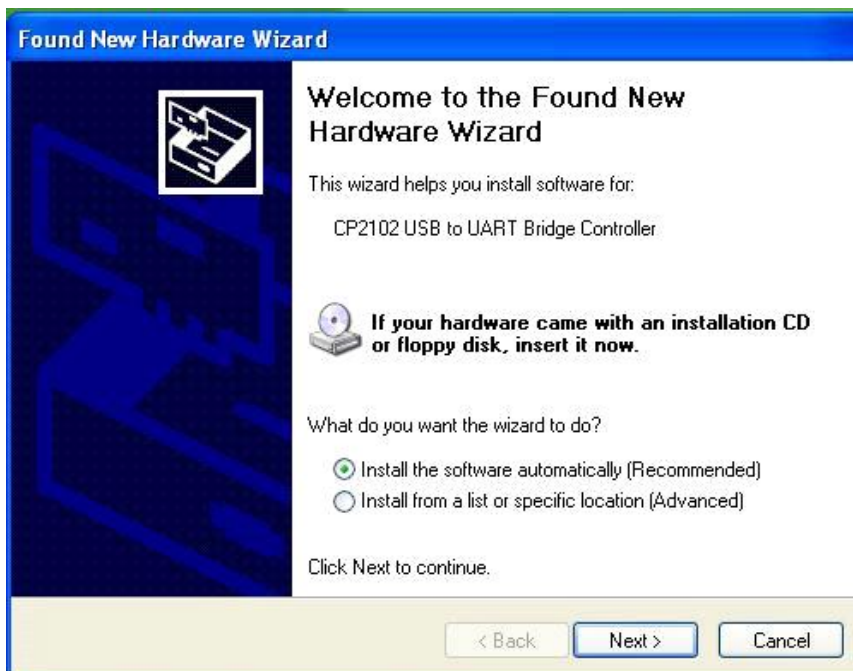 Found New Hardware Wizard
Welcome to the Found New
Hardware Wizard
This wizard helps you install software for:
CP2102 USB to UART Bridge Controller
If your hardware came with an installation CD
or floppy disk, insert it now.
What do you want the wizard to do?
Install the software automatically (Recommended)
Install from a list or specific location (Advanced)
Click Next to continue.
< Back Next > Cancel